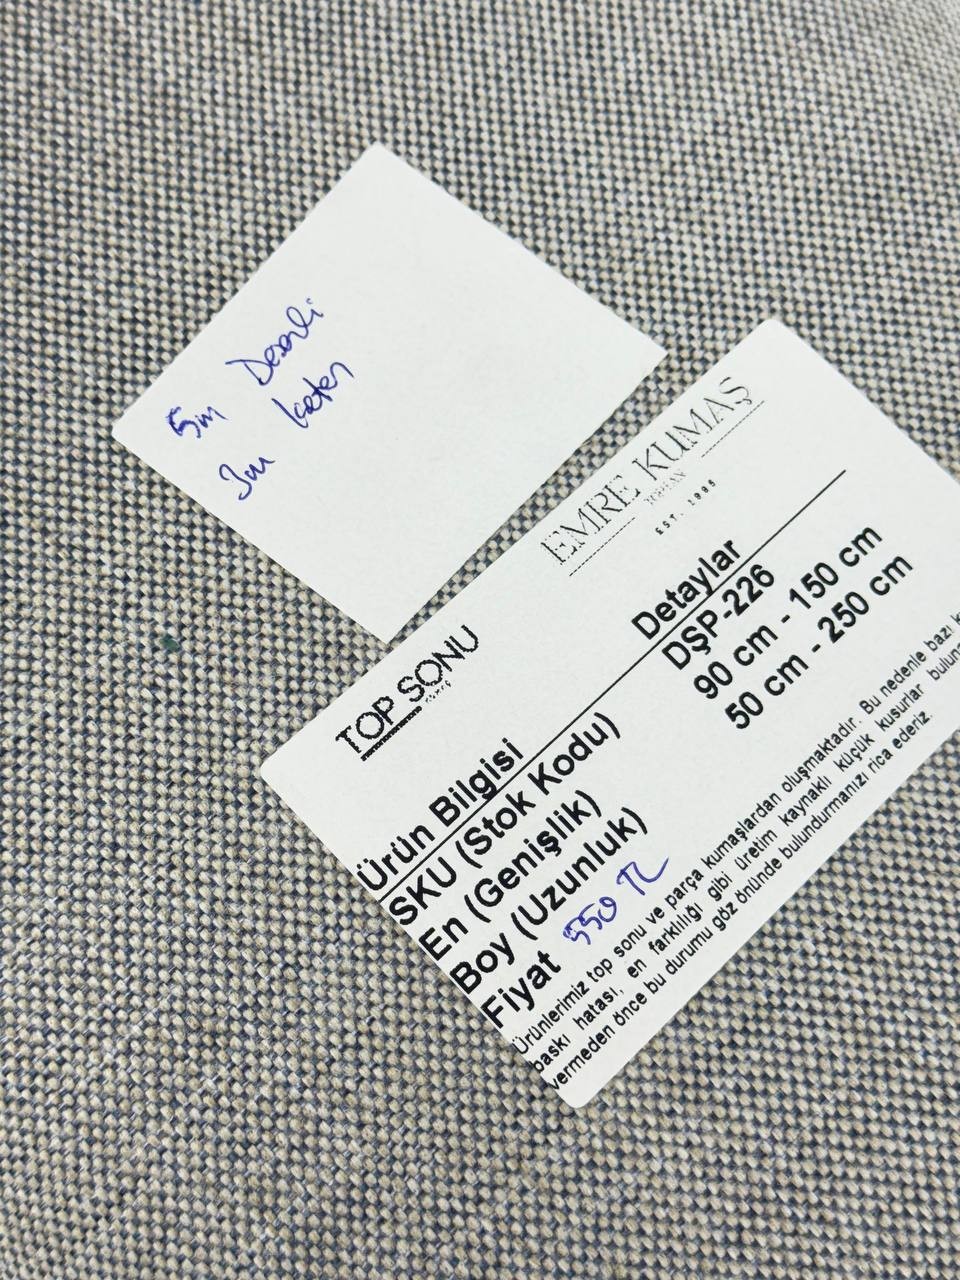 5m Desenli
3m keten
EMRE KUMAŞ
TOPTAN
EST. 1995
TOP SONU
Ürün Bilgisi Detaylar
SKU (Stok Kodu) DŞP-226
En (Genişlik) 90 cm - 150 cm
Boy (Uzunluk) 50 cm - 250 cm
Fiyat 550 TL
Ürünlerimiz top sonu ve parça kumaşlardan oluşmaktadır. Bu nedenle bazı
baskı hatası, en farklılığı gibi üretim kaynaklı küçük kusurlar
vermeden önce bu durumu göz önünde bulundurmanızı rica ederiz.